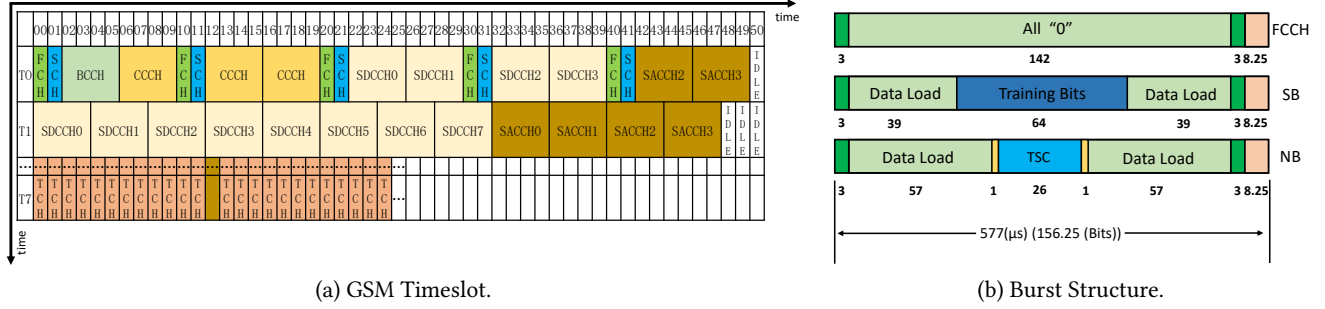 time
00 01 02 03 04 05 06 07 08 09 10 11 12 13 14 15 16 17 18 19 20 21 22 23 24 25 26 27 28 29 30 31 32 33 34 35 36 37 38 39 40 41 42 43 44 45 46 47 48 49 50
T0 FCH SCH BCCH CCCH FCH SCH CCCH CCCH FCH SCH SDCCH0 SDCCH1 FCH SCH SDCCH2 SDCCH3 FCH SCH SACCH2 SACCH3 IDLE
T1 SDCCH0 SDCCH1 SDCCH2 SDCCH3 SDCCH4 SDCCH5 SDCCH6 SDCCH7 SACCH0 SACCH1 SACCH2 SACCH3 IDLE IDLE IDLE
T7 TCH TCH TCH TCH TCH TCH TCH TCH TCH TCH TCH TCH TCH TCH TCH TCH TCH TCH TCH TCH TCH TCH TCH TCH ...
time
(a) GSM Timeslot.
All “0” FCCH
3 142 3 8.25
Data Load Training Bits Data Load SB
3 39 64 39 3 8.25
Data Load TSC Data Load NB
3 57 1 26 1 57 3 8.25
577(μs) (156.25 (Bits))
(b) Burst Structure.